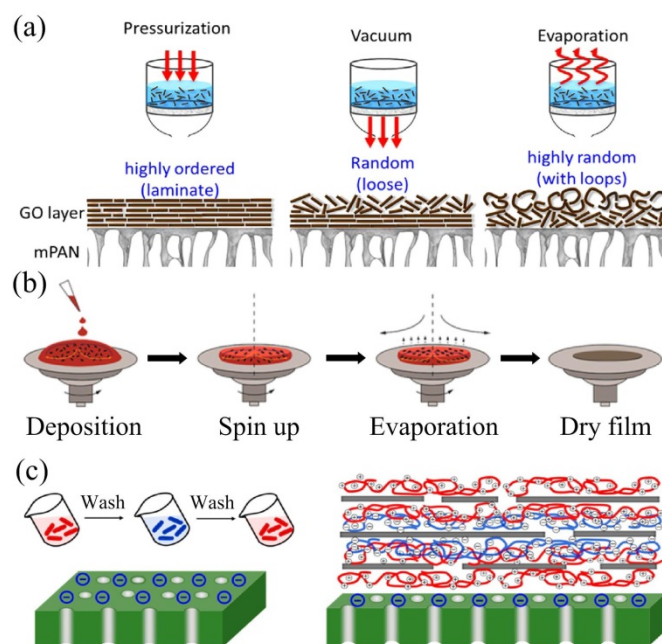 (a)
Pressurization
Vacuum
Evaporation
highly ordered
(laminate)
Random
(loose)
highly random
(with loops)
GO layer
mPAN
(b)
Deposition
Spin up
Evaporation
Dry film
(c)
Wash
Wash